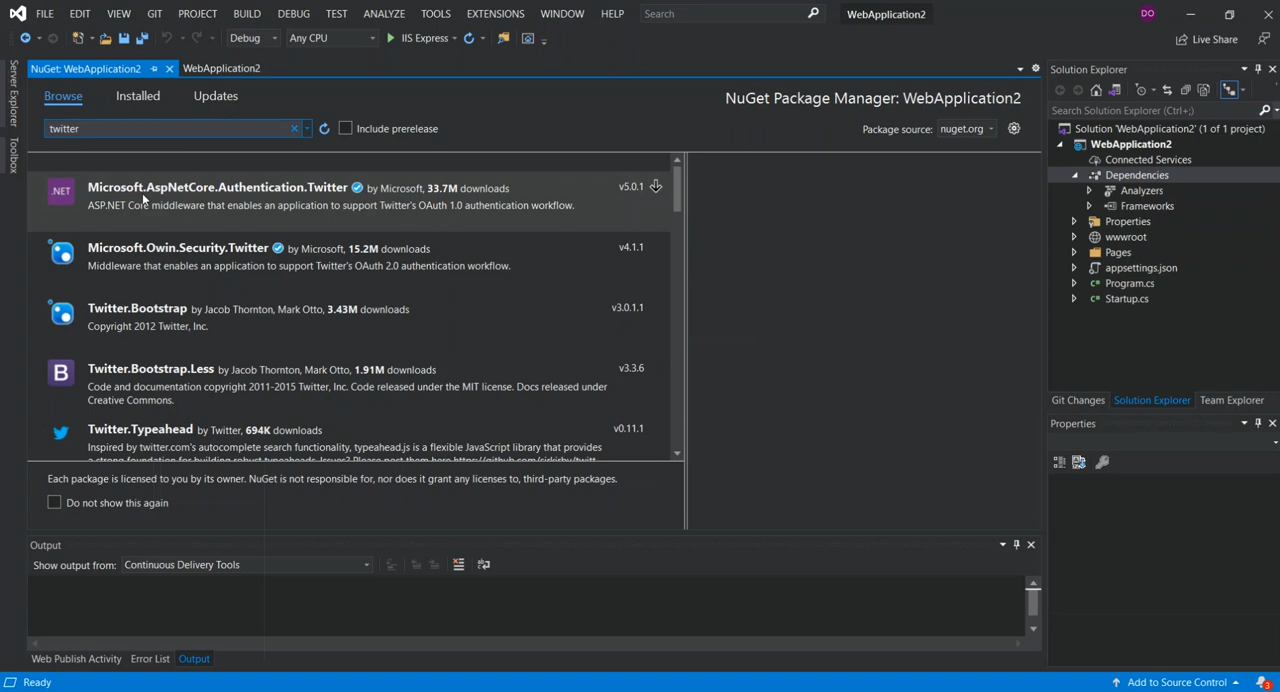 FILE EDIT VIEW GIT PROJECT BUILD DEBUG TEST ANALYZE TOOLS EXTENSIONS WINDOW HELP Search WebApplication2 DO
Debug Any CPU IIS Express Live Share
Server Explorer
Toolbox
NuGet: WebApplication2 WebApplication2
Browse Installed Updates
NuGet Package Manager: WebApplication2
twitter
Include prerelease
Package source: nuget.org
.NET
Microsoft.AspNetCore.Authentication.Twitter by Microsoft, 33.7M downloads v5.0.1
ASP.NET Core middleware that enables an application to support Twitter's OAuth 1.0 authentication workflow.
Microsoft.Owin.Security.Twitter by Microsoft, 15.2M downloads v4.1.1
Middleware that enables an application to support Twitter's OAuth 2.0 authentication workflow.
Twitter.Bootstrap by Jacob Thornton, Mark Otto, 3.43M downloads v3.0.1.1
Copyright 2012 Twitter, Inc.
B
Twitter.Bootstrap.Less by Jacob Thornton, Mark Otto, 1.91M downloads v3.3.6
Code and documentation copyright 2011-2015 Twitter, Inc. Code released under the MIT license. Docs released under
Creative Commons.
Twitter.Typeahead by Twitter, 694K downloads v0.11.1
Inspired by twitter.com's autocomplete search functionality, typeahead.js is a flexible JavaScript library that provides
Each package is licensed to you by its owner. NuGet is not responsible for, nor does it grant any licenses to, third-party packages.
Do not show this again
Output
Show output from: Continuous Delivery Tools
Web Publish Activity Error List Output
Solution Explorer
Search Solution Explorer (Ctrl+;)
Solution 'WebApplication2' (1 of 1 project)
WebApplication2
Connected Services
Dependencies
Analyzers
Frameworks
Properties
wwwroot
Pages
appsettings.json
C# Program.cs
C# Startup.cs
Git Changes Solution Explorer Team Explorer
Properties
Ready
Add to Source Control 3